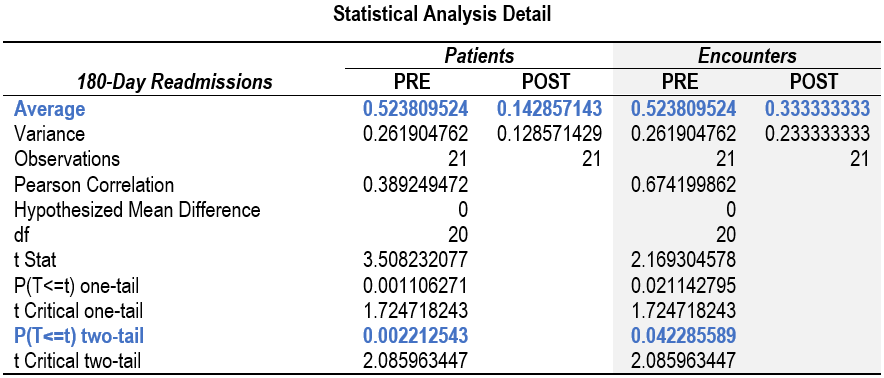 Statistical Analysis Detail
Patients Encounters
180-Day Readmissions PRE POST PRE POST
Average 0.523809524 0.142857143 0.523809524 0.333333333
Variance 0.261904762 0.128571429 0.261904762 0.233333333
Observations 21 21 21 21
Pearson Correlation 0.389249472 0.674199862
Hypothesized Mean Difference 0 0
df 20 20
t Stat 3.508232077 2.169304578
P(T<=t) one-tail 0.001106271 0.021142795
t Critical one-tail 1.724718243 1.724718243
P(T<=t) two-tail 0.002212543 0.042285589
t Critical two-tail 2.085963447 2.085963447